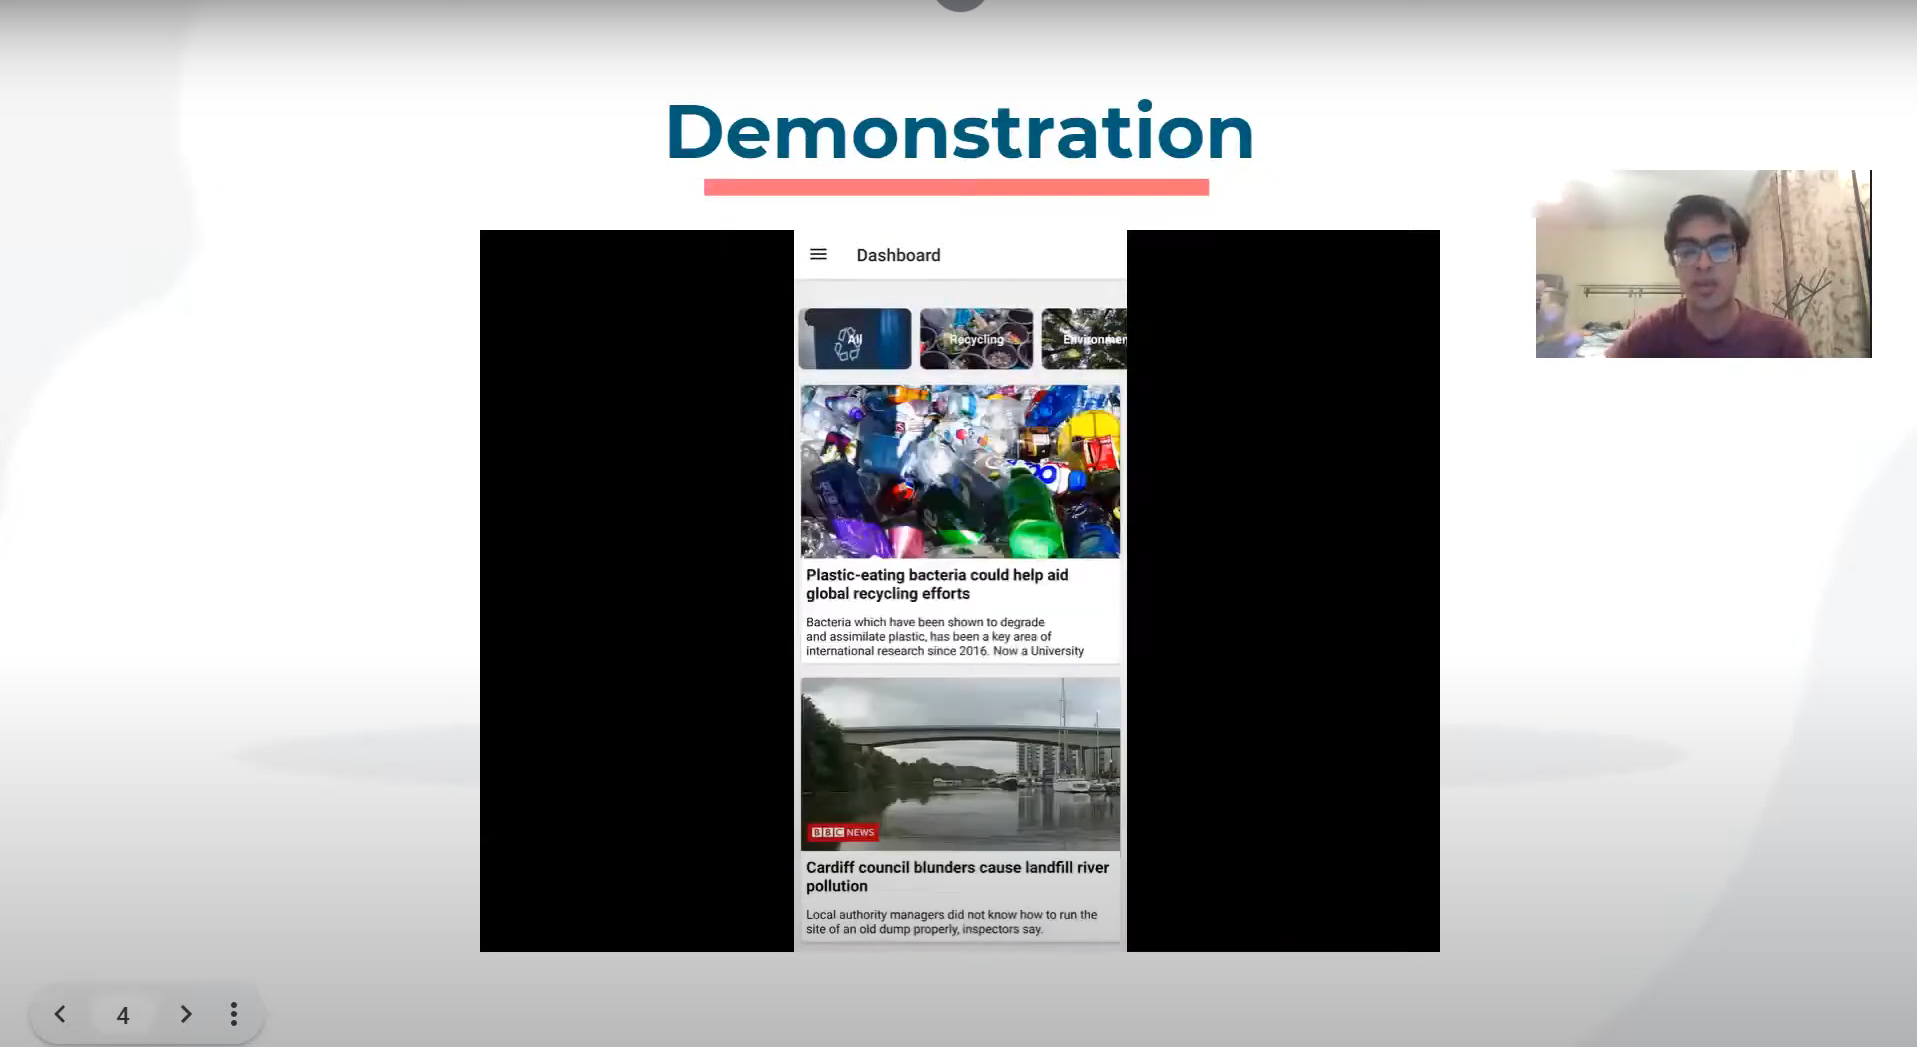 Demonstration
Dashboard
All
Recycling
Environmen
Plastic-eating bacteria could help aid
global recycling efforts
Bacteria which have been shown to degrade
and assimilate plastic, has been a key area of
international research since 2016. Now a University
BBC NEWS
Cardiff council blunders cause landfill river
pollution
Local authority managers did not know how to run the
site of an old dump properly, inspectors say.
4